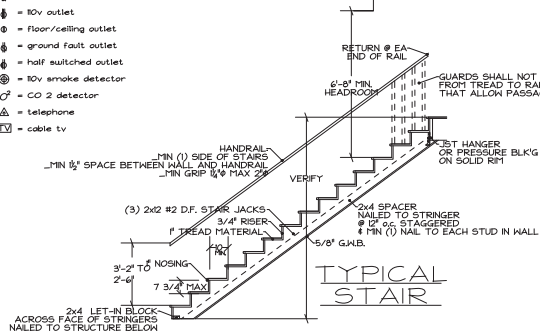 = 110v outlet
= floor/ceiling outlet
= ground fault outlet
= half switched outlet
= 110v smoke detector
= CO 2 detector
= telephone
TV = cable tv
RETURN @ EA
END OF RAIL
6'-8" MIN.
HEADROOM
GUARDS SHALL NOT
FROM TREAD TO RA
THAT ALLOW PASSA
HANDRAIL
MIN (1) SIDE OF STAIRS
MIN 1½" SPACE BETWEEN WALL AND HANDRAIL
MIN GRIP 1¼"ϕ MAX 2"ϕ
JST HANGER
OR PRESSURE BLK'G
ON SOLID RIM
VERIFY
(3) 2x12 #2 D.F. STAIR JACKS
3/4" RISER
1" TREAD MATERIAL
10"
MIN
2x4 SPACER
NAILED TO STRINGER
@ 12" o.c. STAGGERED
& MIN (1) NAIL TO EACH STUD IN WALL
5/8" G.W.B.
1" NOSING
3'-2" TO
2'-6"
7 3/4" MAX
TYPICAL
STAIR
2x4 LET-IN BLOCK
ACROSS FACE OF STRINGERS
NAILED TO STRUCTURE BELOW